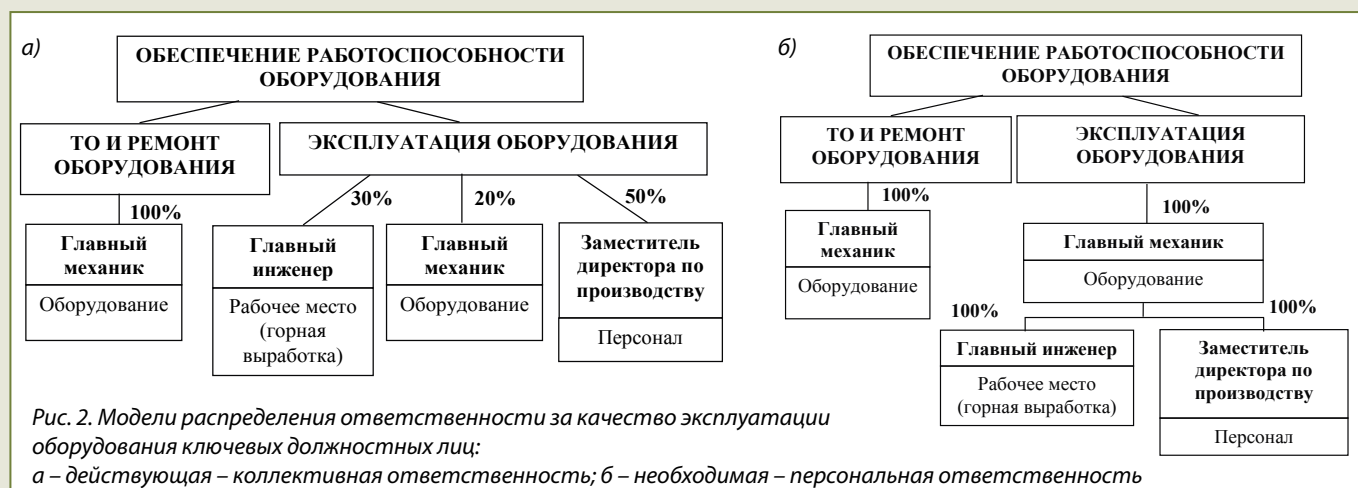 а)
ОБЕСПЕЧЕНИЕ РАБОТОСПОСОБНОСТИ
ОБОРУДОВАНИЯ
ТО И РЕМОНТ
ОБОРУДОВАНИЯ
ЭКСПЛУАТАЦИЯ ОБОРУДОВАНИЯ
100%
30%
20%
50%
Главный
механик
Оборудование
Главный
инженер
Рабочее место
(горная
выработка)
Главный
механик
Оборудование
Заместитель
директора по
производству
Персонал
б)
ОБЕСПЕЧЕНИЕ РАБОТОСПОСОБНОСТИ
ОБОРУДОВАНИЯ
ТО И РЕМОНТ
ОБОРУДОВАНИЯ
ЭКСПЛУАТАЦИЯ
ОБОРУДОВАНИЯ
100%
100%
Главный
механик
Оборудование
Главный механик
Оборудование
100%
100%
Главный инженер
Рабочее место
(горная выработка)
Заместитель
директора по
производству
Персонал
Рис. 2. Модели распределения ответственности за качество эксплуатации
оборудования ключевых должностных лиц:
а – действующая – коллективная ответственность; б – необходимая – персональная ответственность